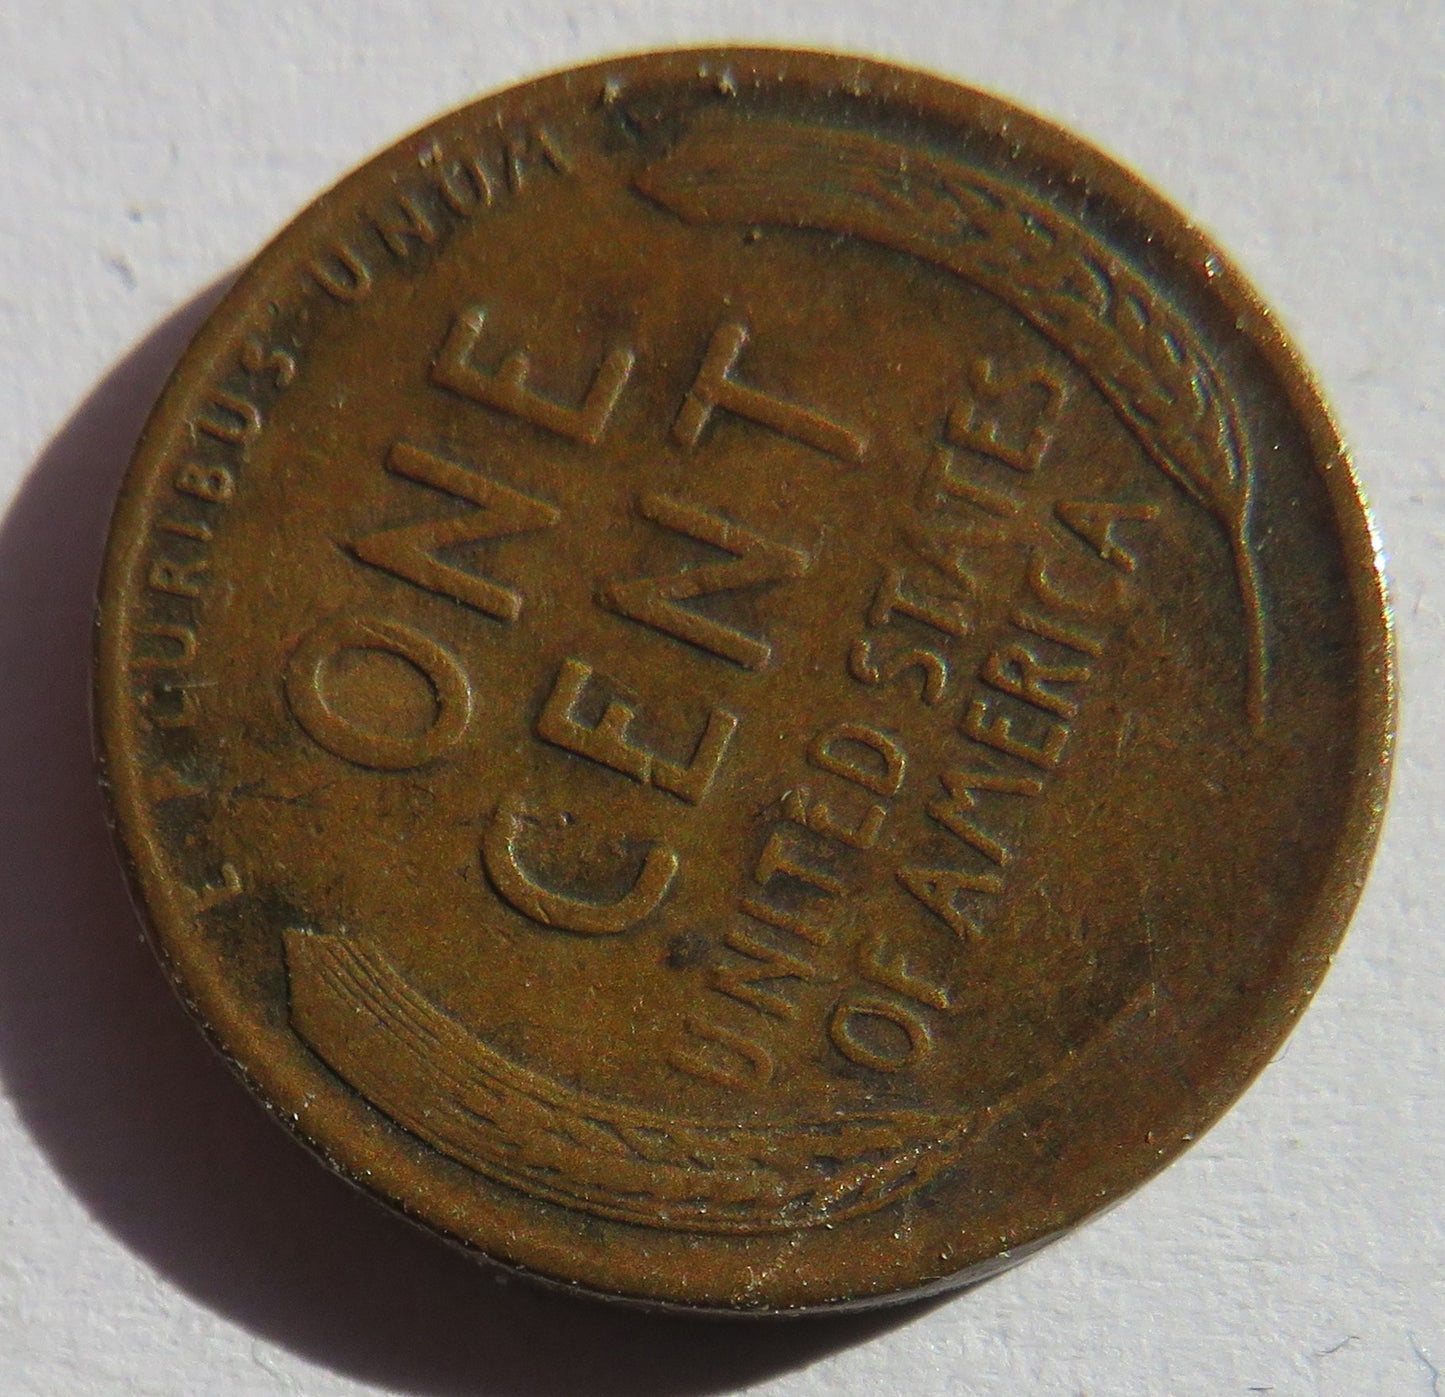 E · PLURIBUS · UNUM
ONE
CENT
UNITED STATES
OF AMERICA